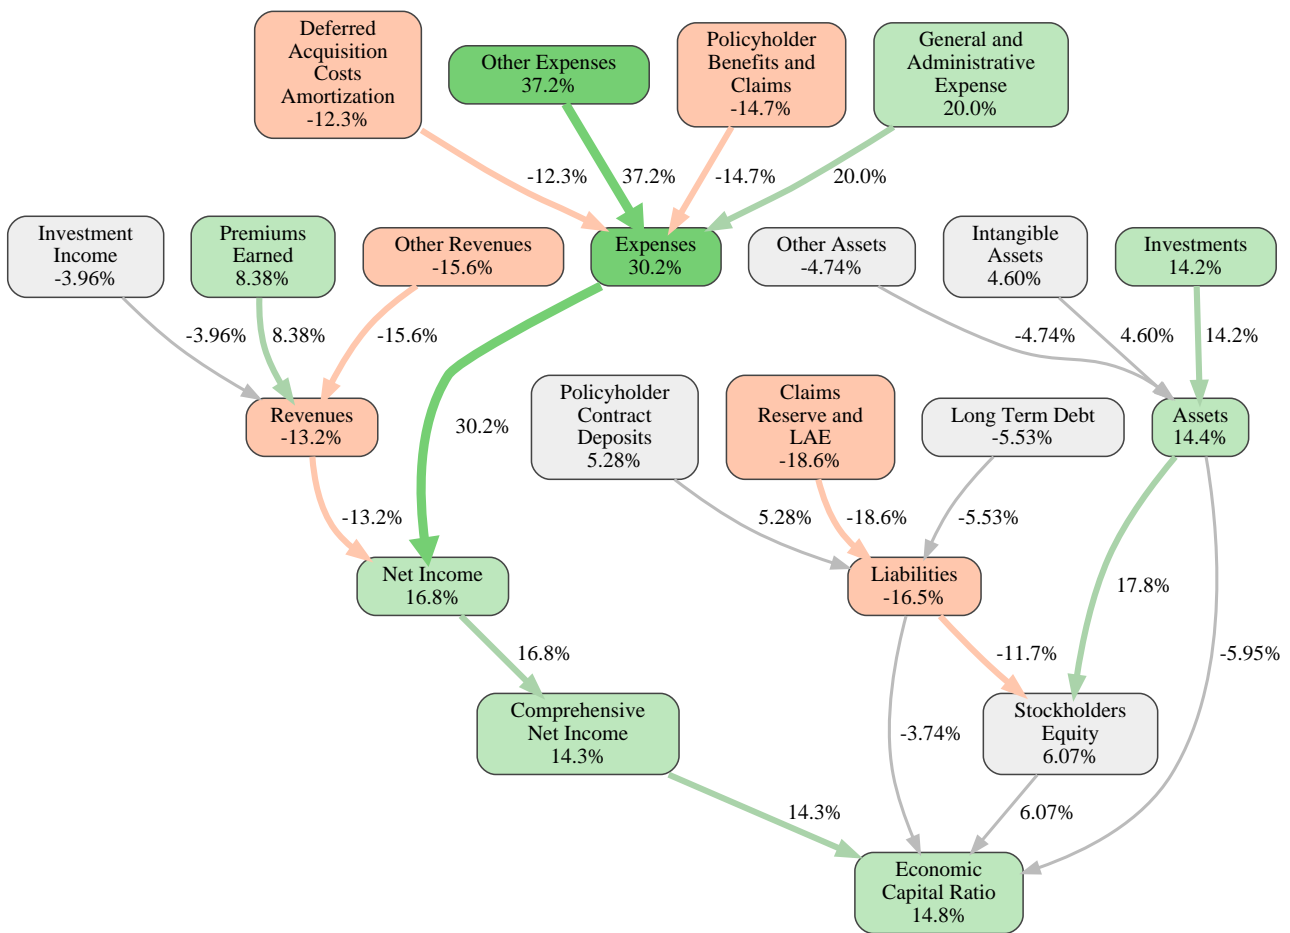 Deferred
Acquisition
Costs
Amortization
-12.3%
Other Expenses
37.2%
Policyholder
Benefits and
Claims
-14.7%
General and
Administrative
Expense
20.0%
-12.3%
37.2%
-14.7%
20.0%
Investment
Income
-3.96%
Premiums
Earned
8.38%
Other Revenues
-15.6%
Expenses
30.2%
Other Assets
-4.74%
Intangible
Assets
4.60%
Investments
14.2%
-3.96%
8.38%
-15.6%
-4.74%
4.60%
14.2%
Revenues
-13.2%
30.2%
Policyholder
Contract
Deposits
5.28%
Claims
Reserve and
LAE
-18.6%
Long Term Debt
-5.53%
Assets
14.4%
-13.2%
5.28%
-18.6%
-5.53%
Net Income
16.8%
Liabilities
-16.5%
17.8%
16.8%
-11.7%
-5.95%
Comprehensive
Net Income
14.3%
-3.74%
Stockholders
Equity
6.07%
14.3%
6.07%
Economic
Capital Ratio
14.8%